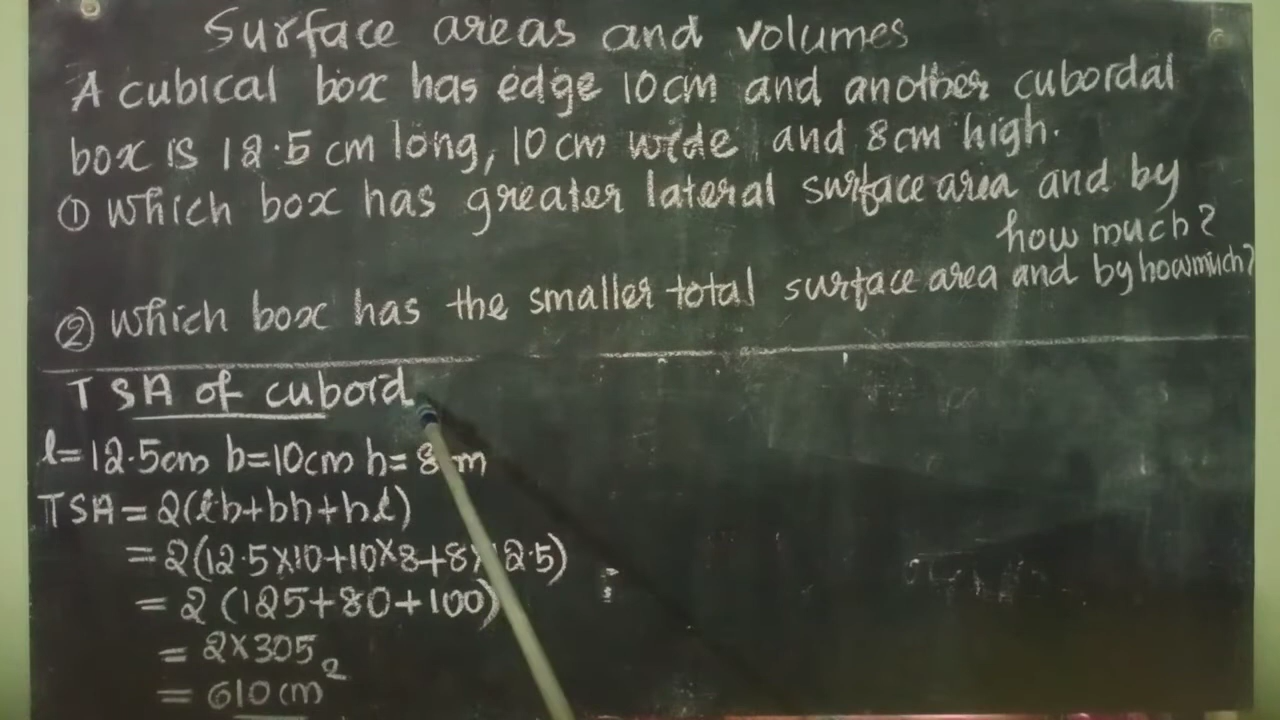 Surface areas and volumes
A cubical box has edge 10cm and another cuboidal
box is 12.5 cm long, 10 cm wide and 8cm high.
① Which box has greater lateral surface area and by
how much?
② Which box has the smaller total surface area and by howmuch?
TSA of cuboid
l=12.5cm b=10cm h= 8cm
TSA = 2(lb+bh+hl)
= 2(12.5×10+10×8+8×12.5)
= 2 (125+80+100)
= 2×305
= 610 cm²